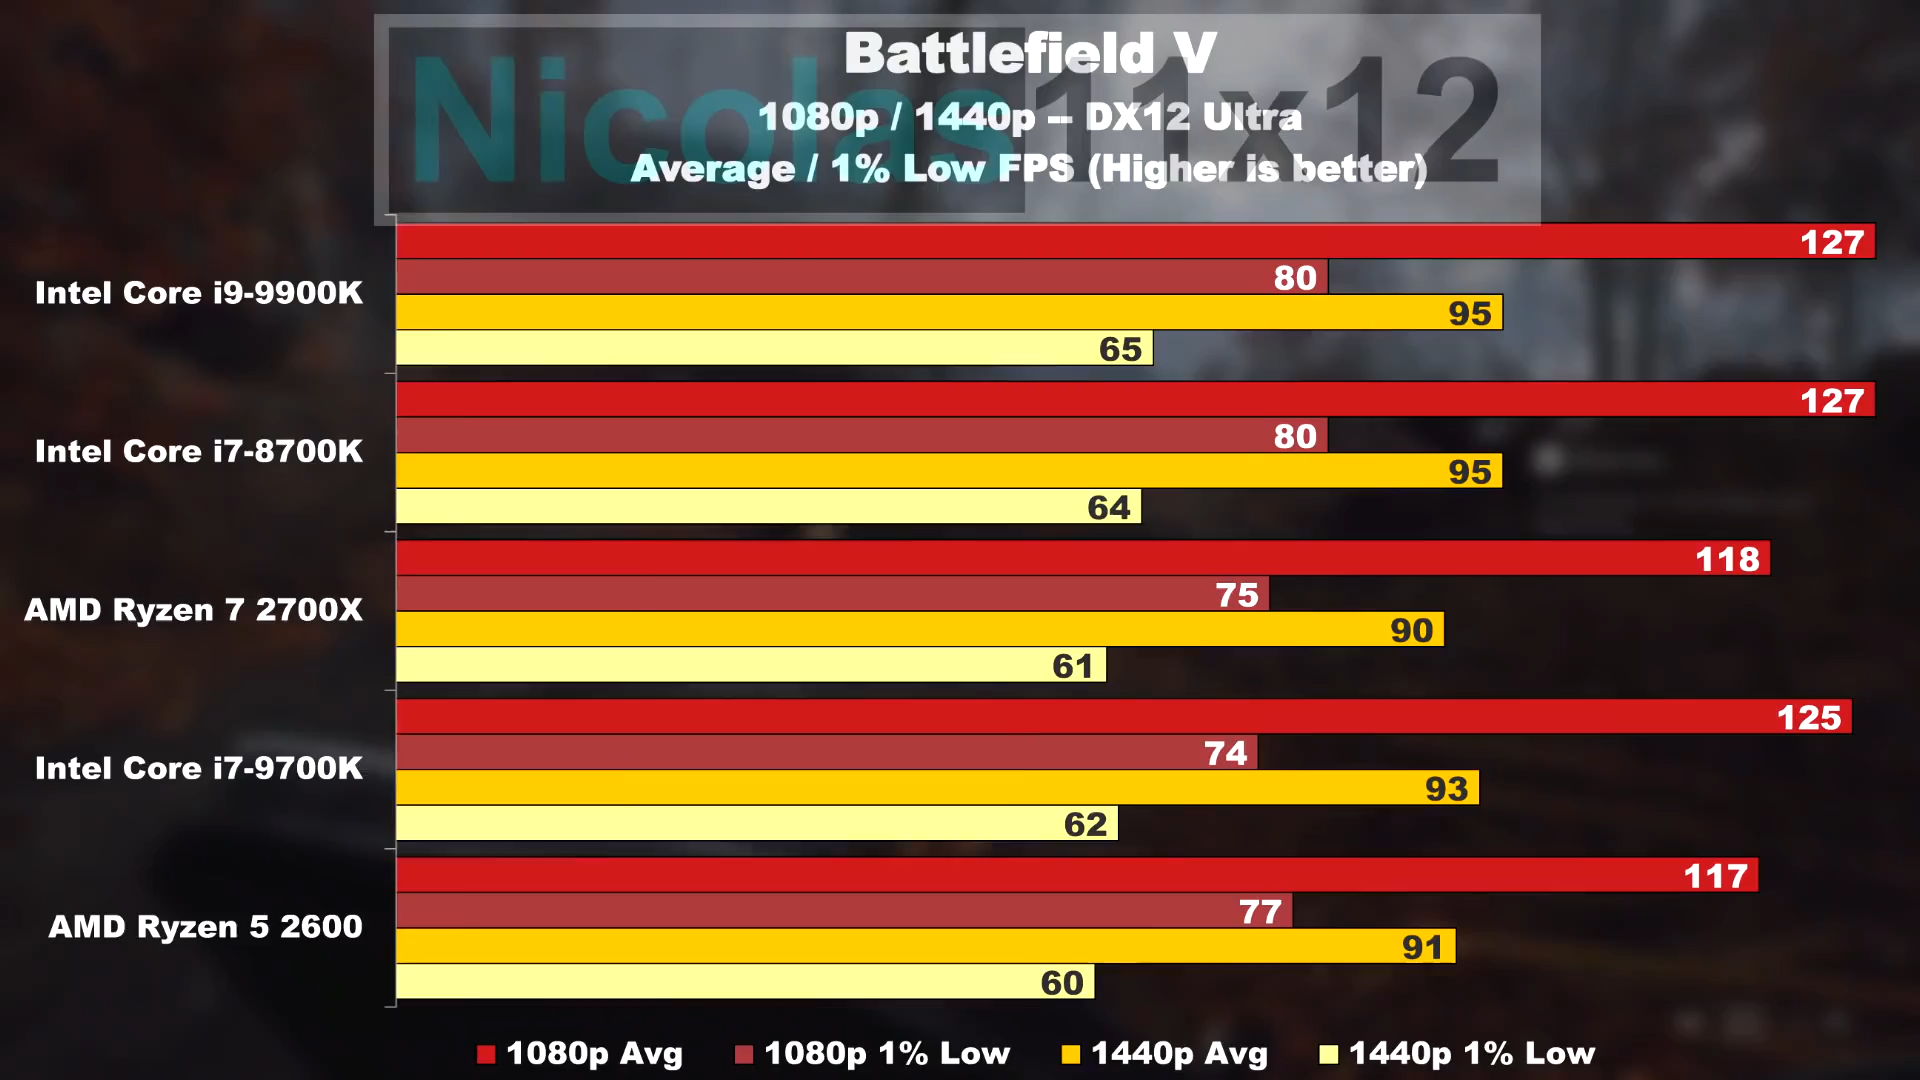 Nicolas11x12
Battlefield V
1080p / 1440p – DX12 Ultra
Average / 1% Low FPS (Higher is better)
Intel Core i9-9900K
127
80
95
65
Intel Core i7-8700K
127
80
95
64
AMD Ryzen 7 2700X
118
75
90
61
Intel Core i7-9700K
125
74
93
62
AMD Ryzen 5 2600
117
77
91
60
1080p Avg 1080p 1% Low 1440p Avg 1440p 1% Low